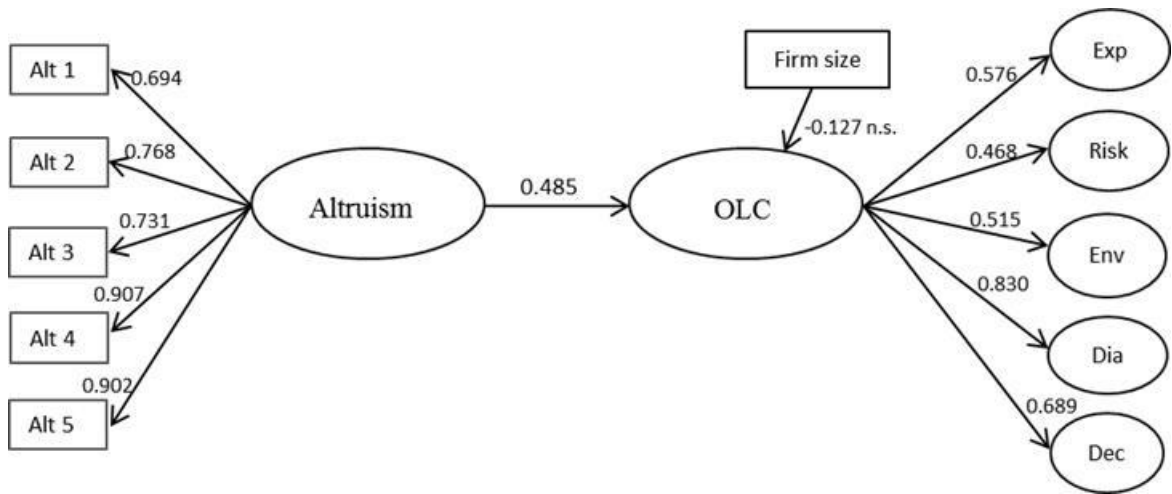 Alt 1
0.694
Alt 2
0.768
Alt 3
0.731
Alt 4
0.907
Alt 5
0.902
Altruism
0.485
Firm size
-0.127 n.s.
OLC
0.576
Exp
0.468
Risk
0.515
Env
0.830
Dia
0.689
Dec